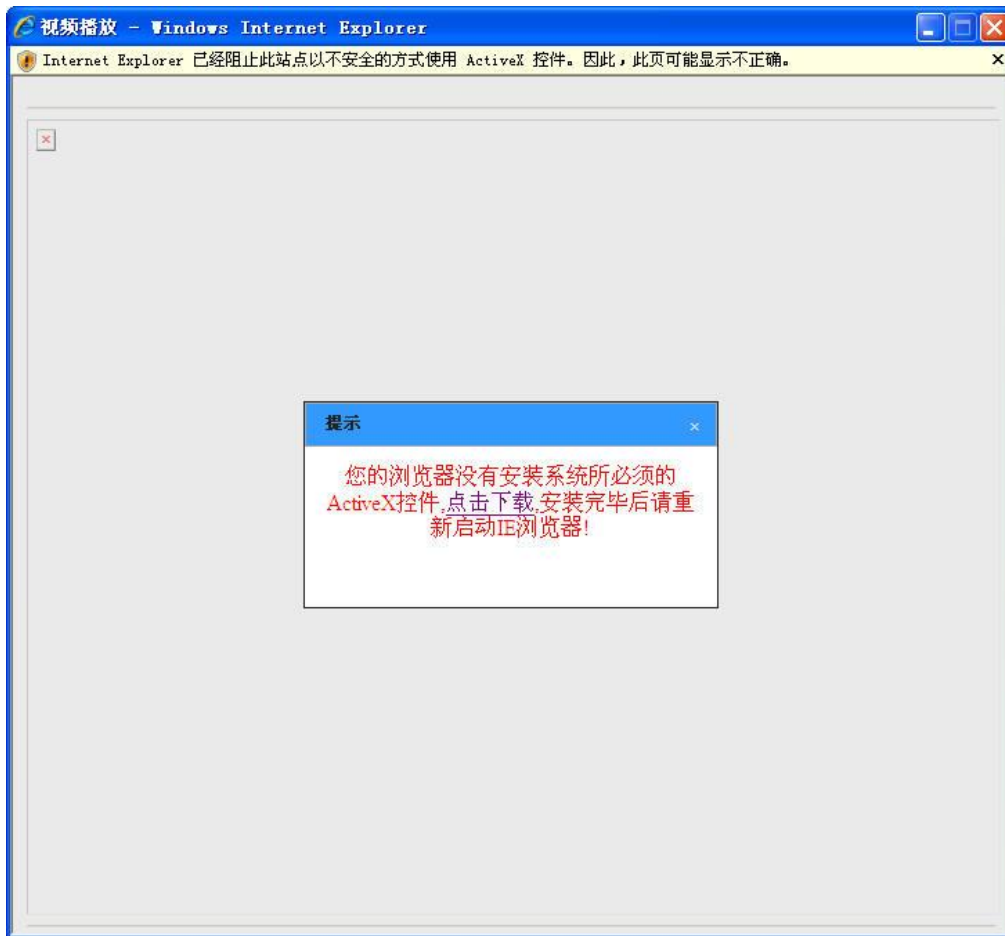 视频播放 - Windows Internet Explorer
Internet Explorer 已经阻止此站点以不安全的方式使用 ActiveX 控件。因此，此页可能显示不正确。
提示
您的浏览器没有安装系统所必须的
ActiveX控件,点击下载,安装完毕后请重
新启动IE浏览器!